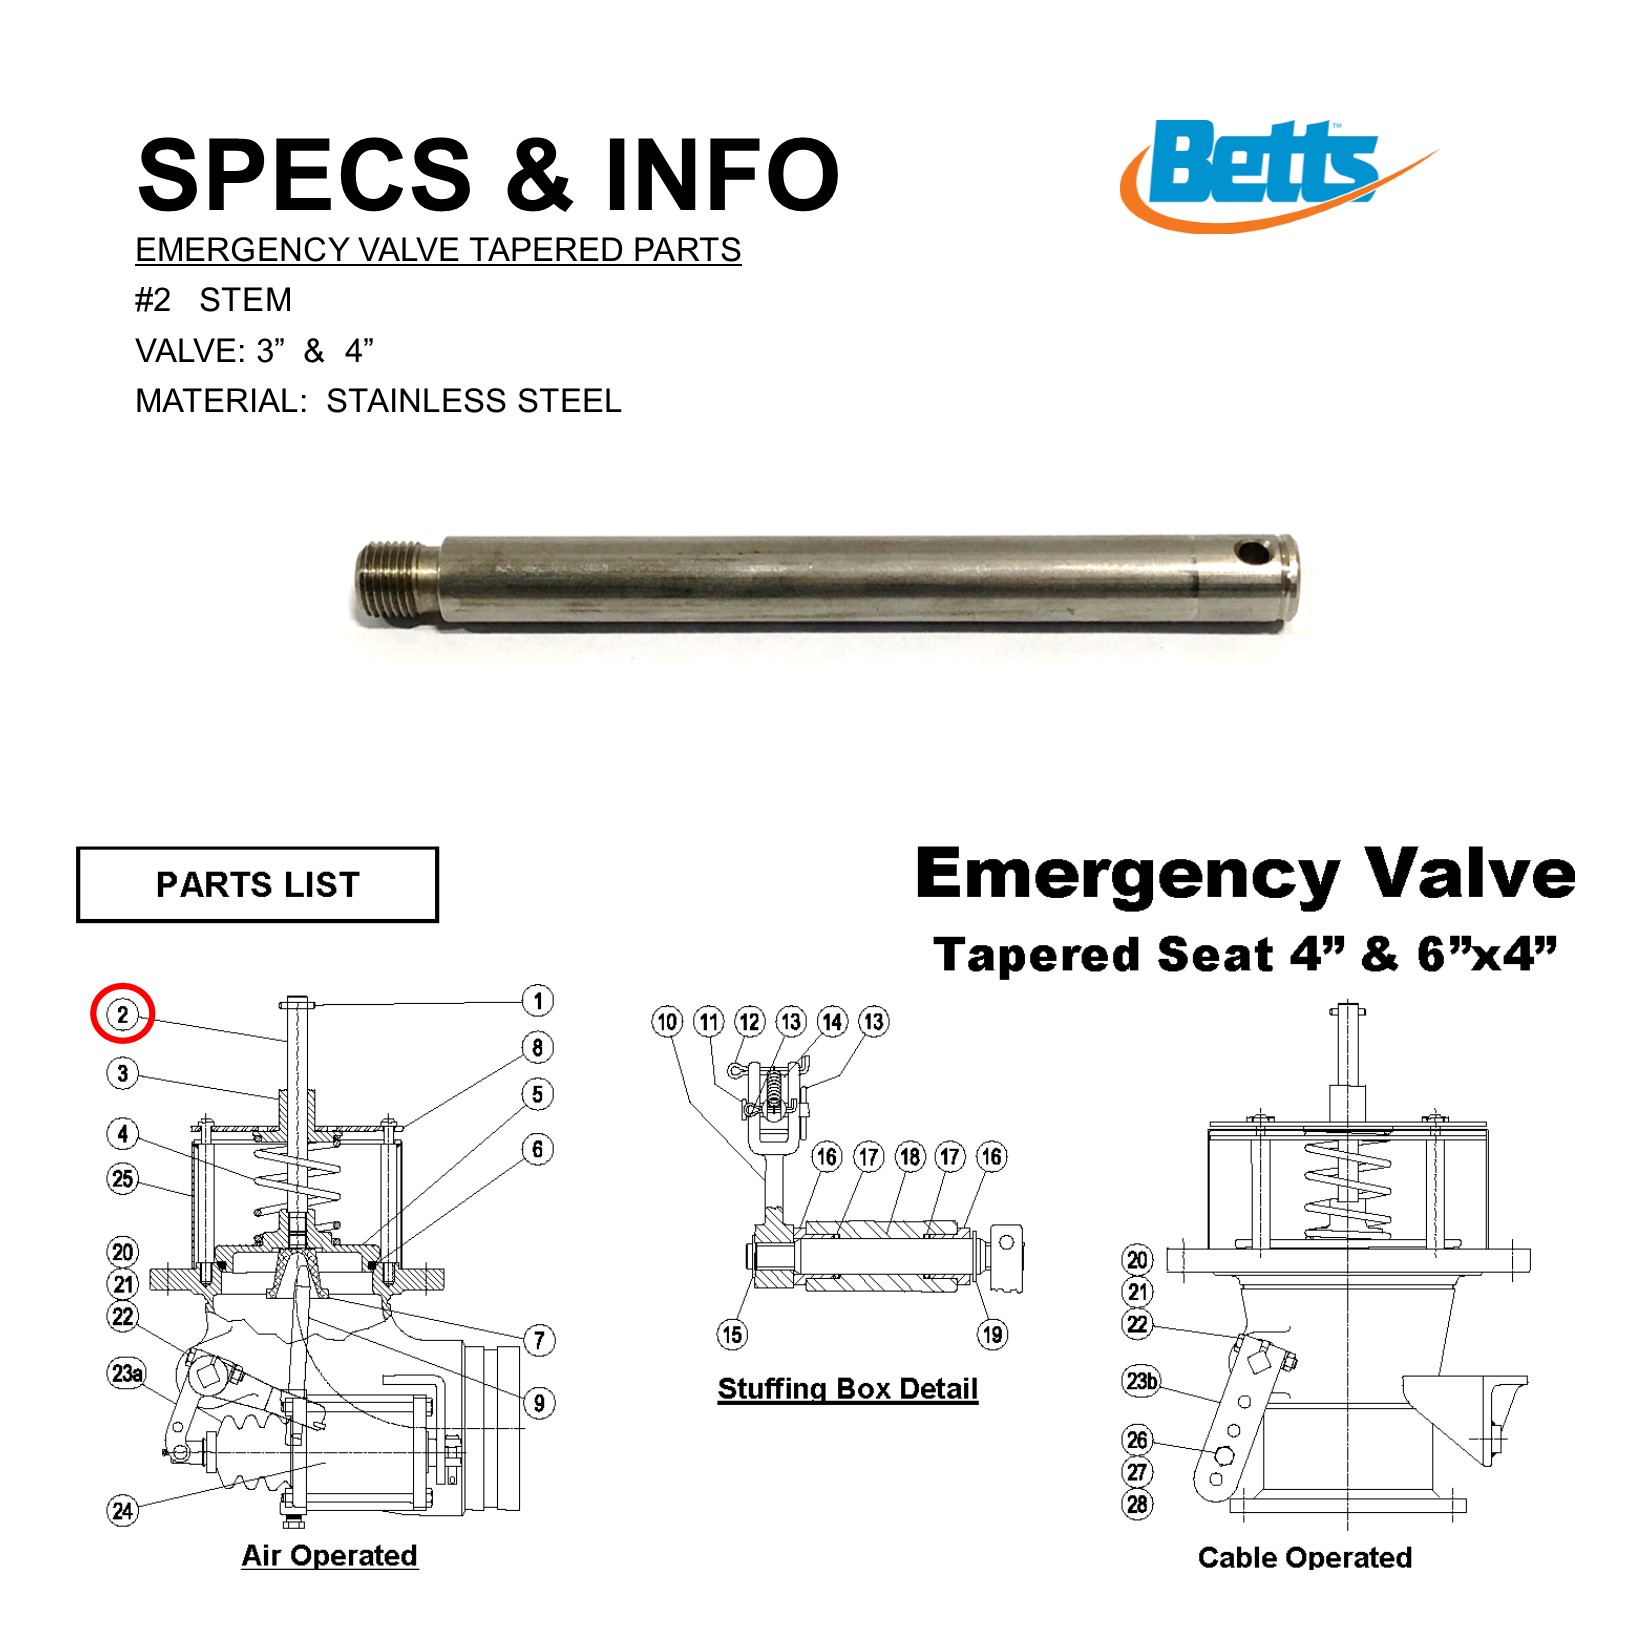 SPECS & INFO
Betts™
EMERGENCY VALVE TAPERED PARTS
#2 STEM
VALVE: 3” & 4”
MATERIAL: STAINLESS STEEL
PARTS LIST
Emergency Valve
Tapered Seat 4” & 6”x4”
2
3
4
25
20
21
22
23a
24
1
8
5
6
7
9
Air Operated
10 11 12 13 14 13
16 17 18 17 16
15 19
Stuffing Box Detail
20
21
22
23b
26
27
28
Cable Operated